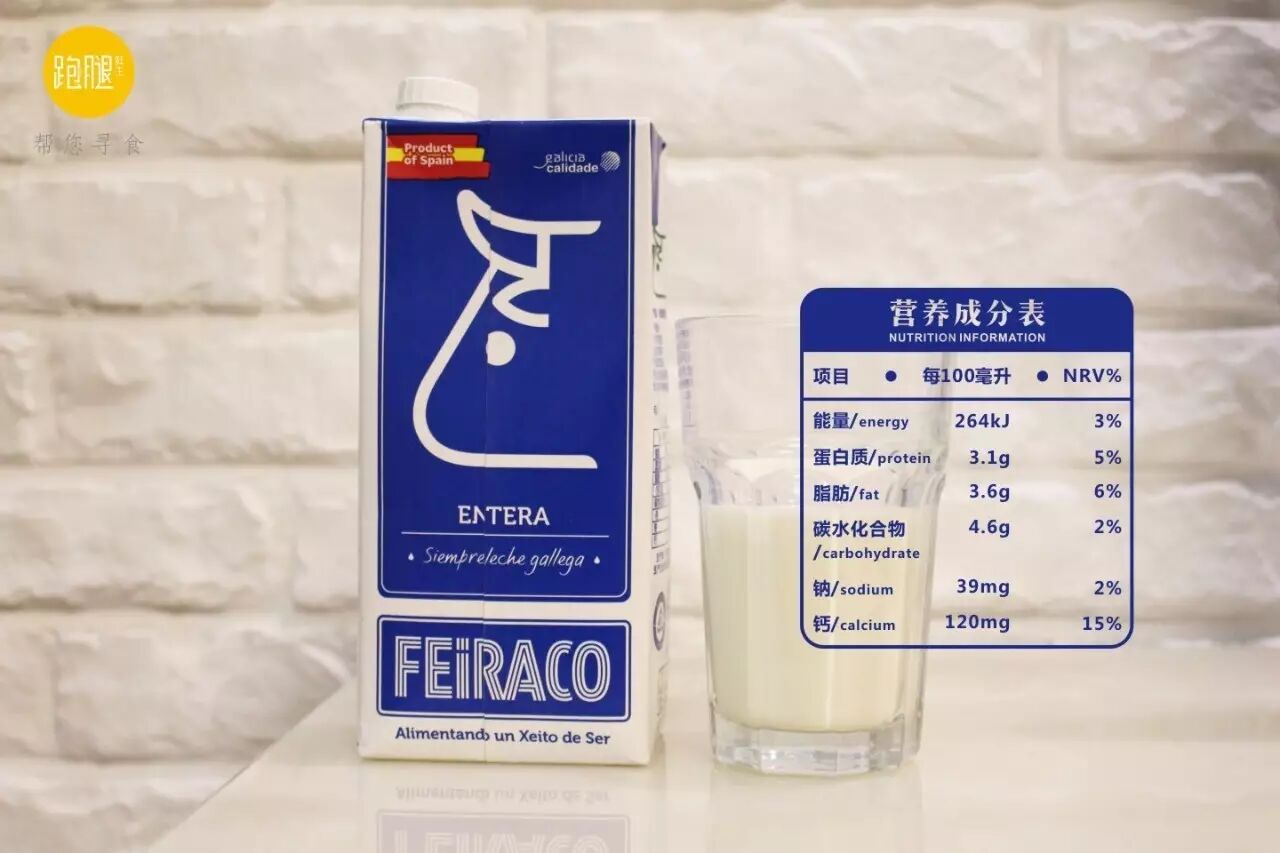 跑腿
帮您寻食
Product
of Spain
galicia
calidade
ENTERA
Siempreleche gallega
FEiRACO
Alimentando un Xeito de Ser
营养成分表
NUTRITION INFORMATION
项目 ● 每100毫升 ● NRV%
能量/energy 264kJ 3%
蛋白质/protein 3.1g 5%
脂肪/fat 3.6g 6%
碳水化合物 4.6g 2%
/carbohydrate
钠/sodium 39mg 2%
钙/calcium 120mg 15%